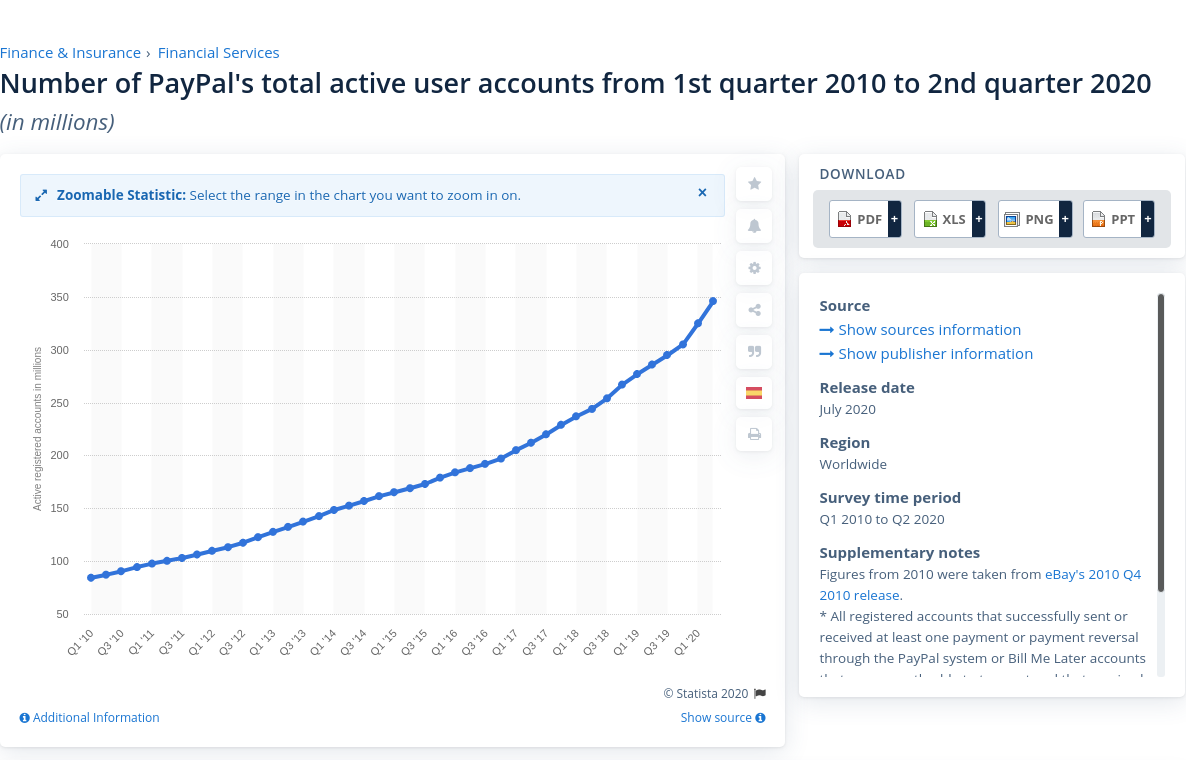 Finance & Insurance › Financial Services
Number of PayPal's total active user accounts from 1st quarter 2010 to 2nd quarter 2020
(in millions)
Zoomable Statistic: Select the range in the chart you want to zoom in on.
×
400
350
300
250
200
150
100
50
Active registered accounts in millions
Q1 '10
Q3 '10
Q1 '11
Q3 '11
Q1 '12
Q3 '12
Q1 '13
Q3 '13
Q1 '14
Q3 '14
Q1 '15
Q3 '15
Q1 '16
Q3 '16
Q1 '17
Q3 '17
Q1 '18
Q3 '18
Q1 '19
Q3 '19
Q1 '20
© Statista 2020
Additional Information
Show source
DOWNLOAD
PDF +
XLS +
PNG +
PPT +
Source
Show sources information
Show publisher information
Release date
July 2020
Region
Worldwide
Survey time period
Q1 2010 to Q2 2020
Supplementary notes
Figures from 2010 were taken from eBay's 2010 Q4
2010 release.
* All registered accounts that successfully sent or
received at least one payment or payment reversal
through the PayPal system or Bill Me Later accounts